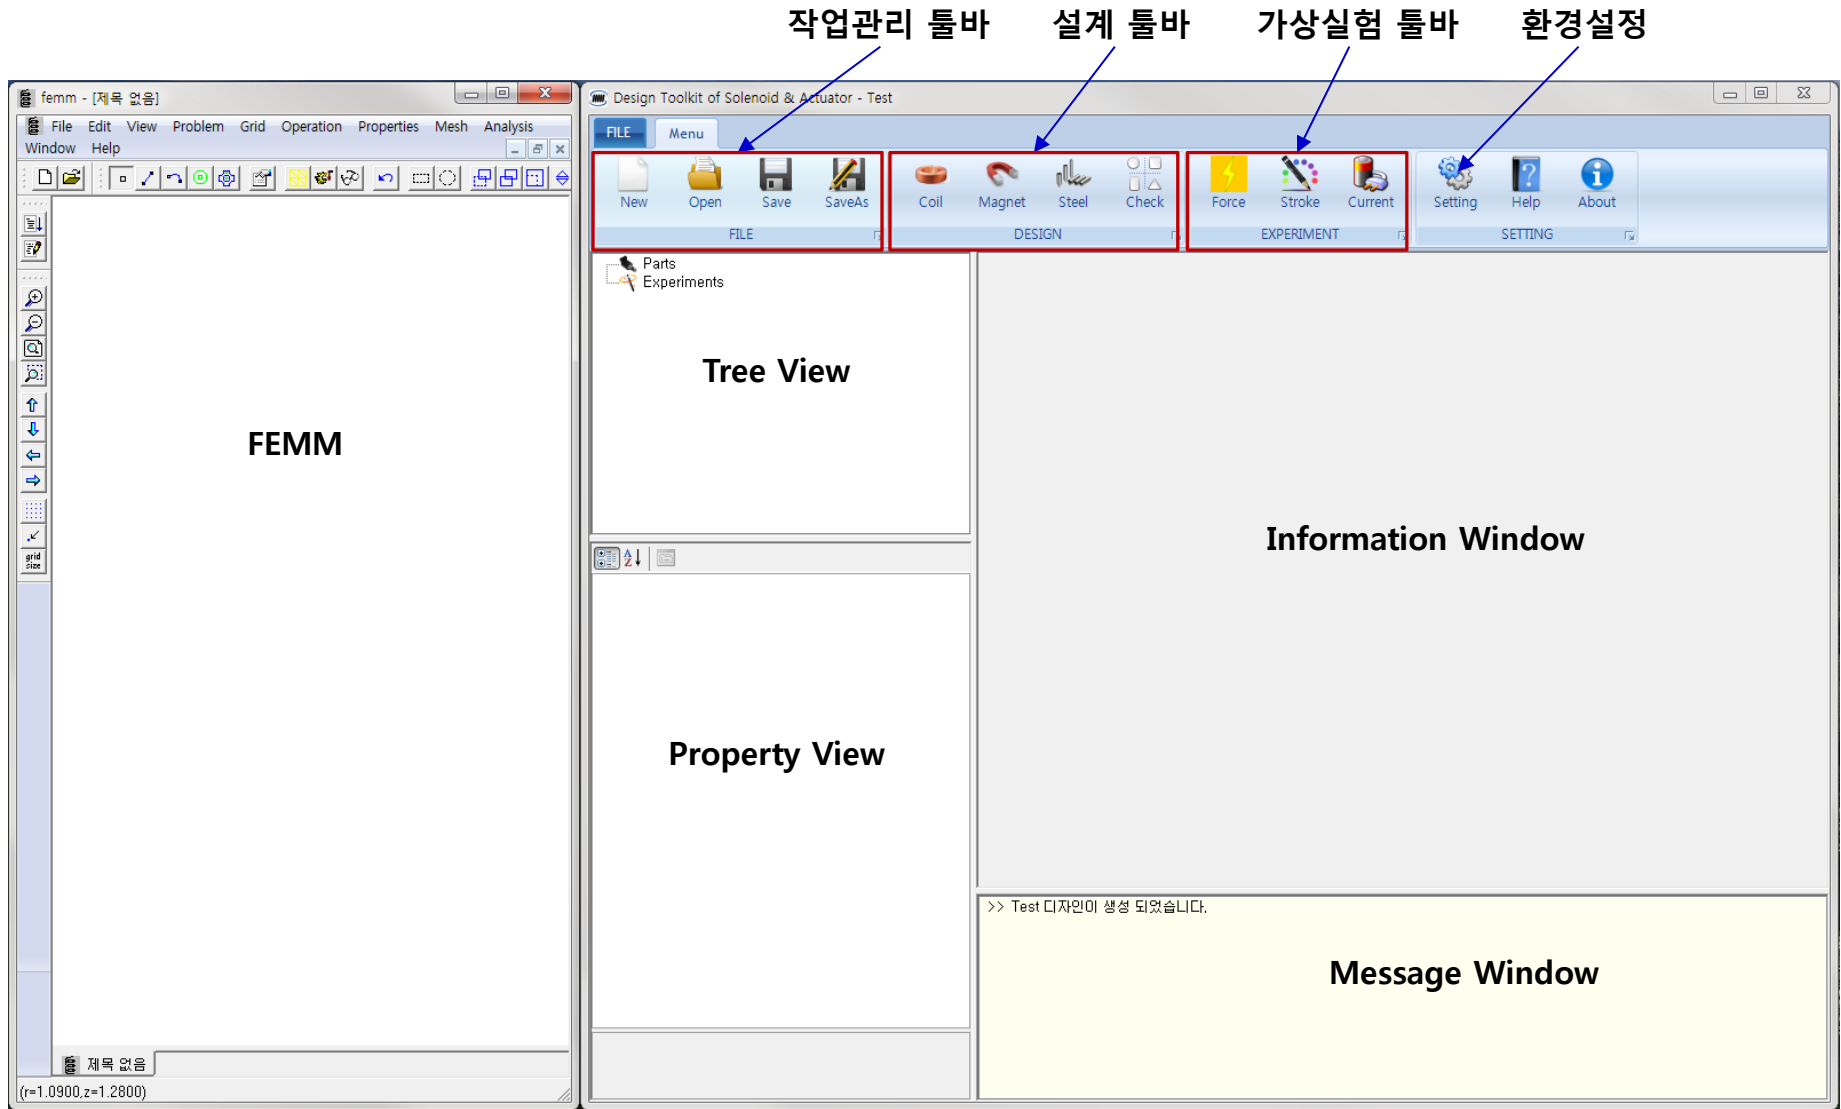 작업관리 툴바 설계 툴바 가상실험 툴바 환경설정
femm - [제목 없음]
File Edit View Problem Grid Operation Properties Mesh Analysis
Window Help
grid
size
FEMM
제목 없음
(r=1.0900,z=1.2800)
Design Toolkit of Solenoid & Actuator - Test
FILE Menu
New Open Save SaveAs Coil Magnet Steel Check Force Stroke Current Setting Help About
FILE DESIGN EXPERIMENT SETTING
Parts
Experiments
Tree View
Property View
Information Window
>> Test 디자인이 생성 되었습니다.
Message Window